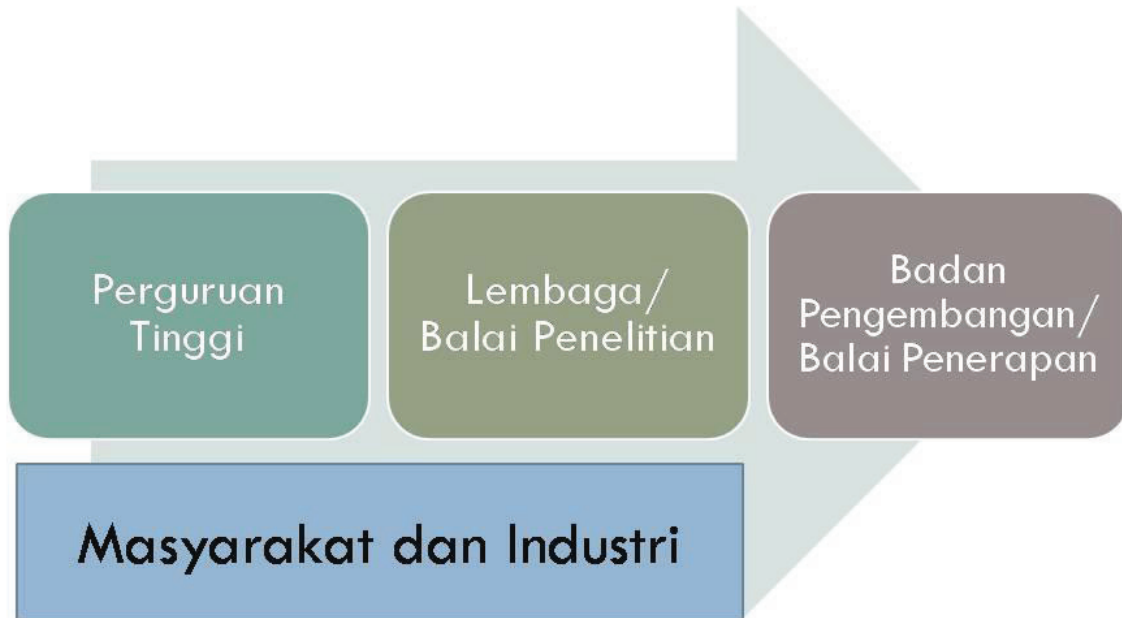 Perguruan
Tinggi
Lembaga/
Balai Penelitian
Badan
Pengembangan/
Balai Penerapan
Masyarakat dan Industri